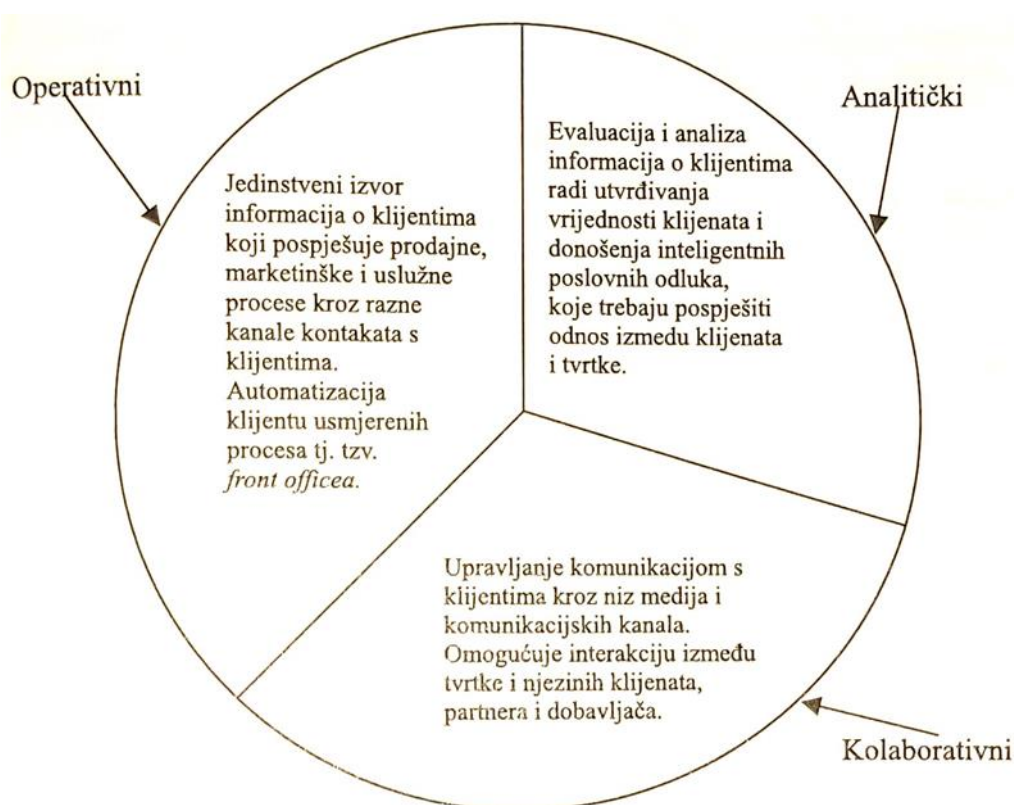 Operativni
Analitički
Jedinstveni izvor
informacija o klijentima
koji pospješuje prodajne,
marketinške i uslužne
procese kroz razne
kanale kontakata s
klijentima.
Automatizacija
klijentu usmjerenih
procesa tj. tzv.
front officea.
Evaluacija i analiza
informacija o klijentima
radi utvrđivanja
vrijednosti klijenata i
donošenja inteligentnih
poslovnih odluka,
koje trebaju pospješiti
odnos između klijenata
i tvrtke.
Upravljanje komunikacijom s
klijentima kroz niz medija i
komunikacijskih kanala.
Omogućuje interakciju između
tvrtke i njezinih klijenata,
partnera i dobavljača.
Kolaborativni